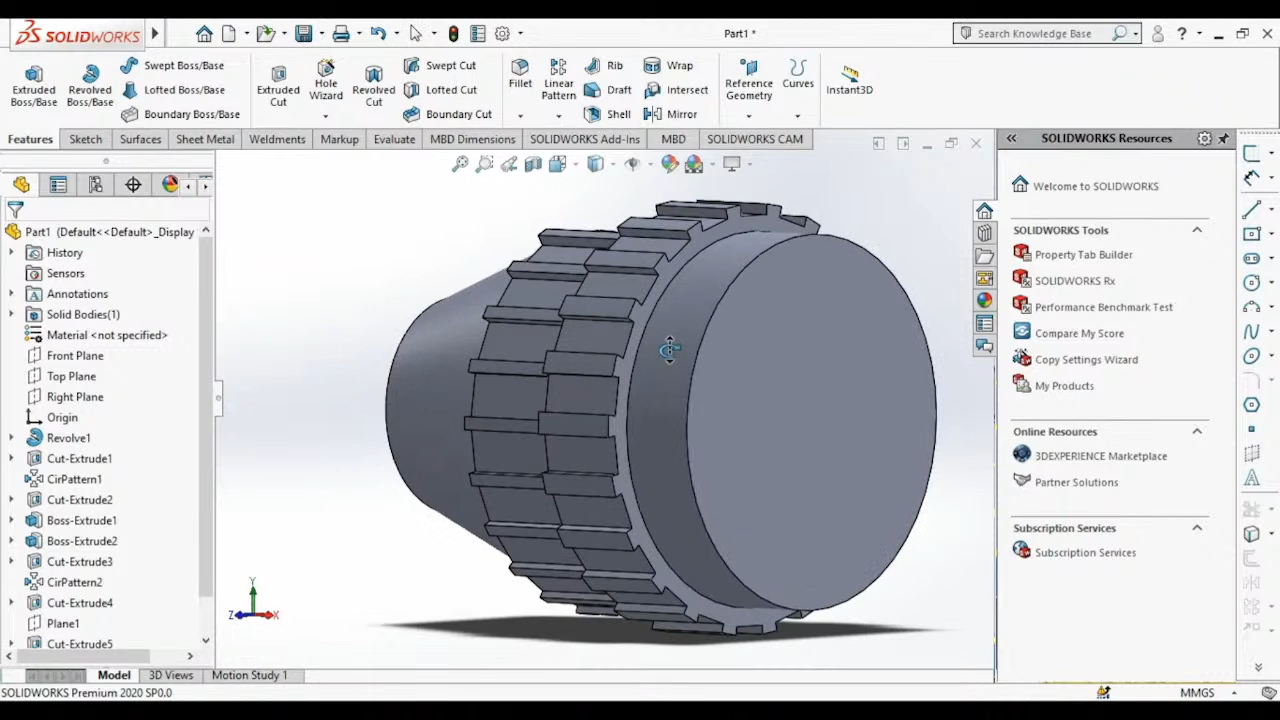 SOLIDWORKS
Part1 *
Search Knowledge Base
?
Extruded Boss/Base
Revolved Boss/Base
Swept Boss/Base
Lofted Boss/Base
Boundary Boss/Base
Extruded Cut
Hole Wizard
Revolved Cut
Swept Cut
Lofted Cut
Boundary Cut
Fillet
Linear Pattern
Rib
Draft
Shell
Wrap
Intersect
Mirror
Reference Geometry
Curves
Instant3D
Features
Sketch
Surfaces
Sheet Metal
Weldments
Markup
Evaluate
MBD Dimensions
SOLIDWORKS Add-Ins
MBD
SOLIDWORKS CAM
Part1 (Default<<Default>_Display
History
Sensors
Annotations
Solid Bodies(1)
Material <not specified>
Front Plane
Top Plane
Right Plane
Origin
Revolve1
Cut-Extrude1
CirPattern1
Cut-Extrude2
Boss-Extrude1
Boss-Extrude2
Cut-Extrude3
CirPattern2
Cut-Extrude4
Plane1
Cut-Extrude5
Y
Z
X
SOLIDWORKS Resources
Welcome to SOLIDWORKS
SOLIDWORKS Tools
Property Tab Builder
SOLIDWORKS Rx
Performance Benchmark Test
Compare My Score
Copy Settings Wizard
My Products
Online Resources
3DEXPERIENCE Marketplace
Partner Solutions
Subscription Services
Subscription Services
Model
3D Views
Motion Study 1
SOLIDWORKS Premium 2020 SP0.0
MMGS